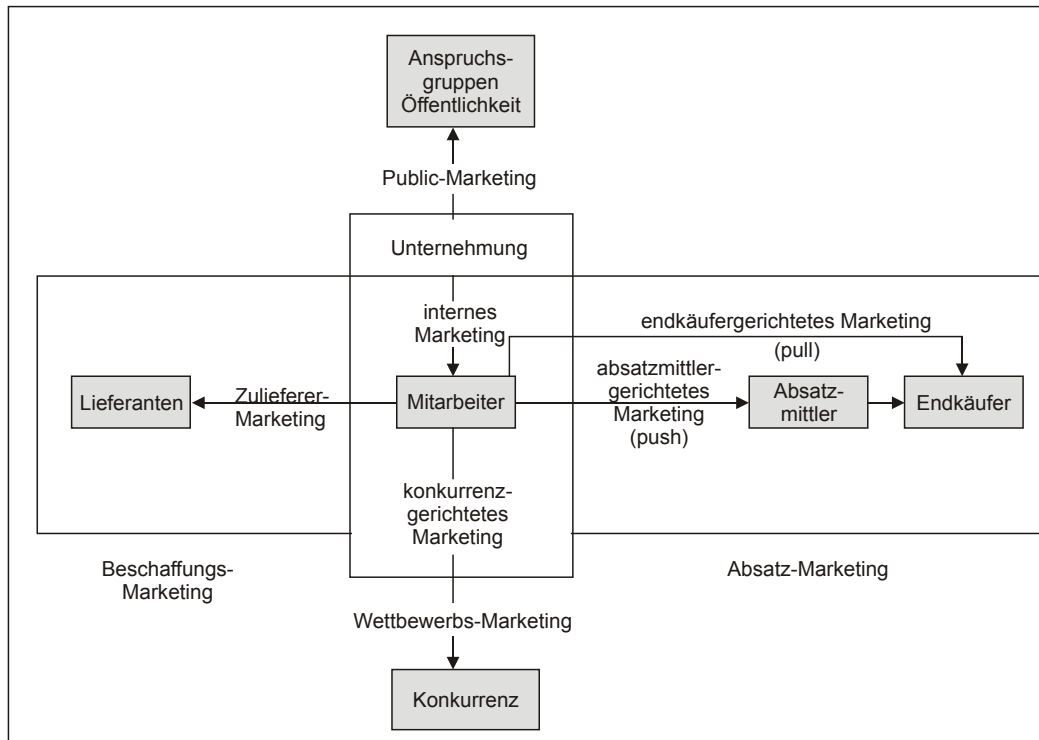 Anspruchs-
gruppen
Öffentlichkeit
Public-Marketing
Unternehmung
internes
Marketing
endkäufergerichtetes Marketing
(pull)
Lieferanten
Zulieferer-
Marketing
Mitarbeiter
absatzmittler-
gerichtetes
Marketing
(push)
Absatz-
mittler
Endkäufer
konkurrenz-
gerichtetes
Marketing
Beschaffungs-
Marketing
Absatz-Marketing
Wettbewerbs-Marketing
Konkurrenz